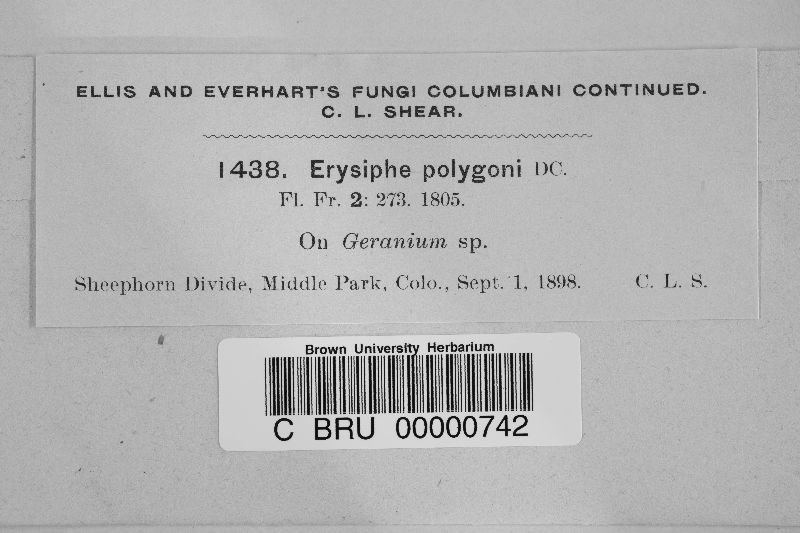 ELLIS AND EVERHART'S FUNGI COLUMBIANI CONTINUED.
C. L. SHEAR.
1438. Erysiphe polygoni DC.
Fl. Fr. 2: 273. 1805.
On Geranium sp.
Sheephorn Divide, Middle Park, Colo., Sept. 1, 1898. C. L. S.
Brown University Herbarium
C BRU 00000742